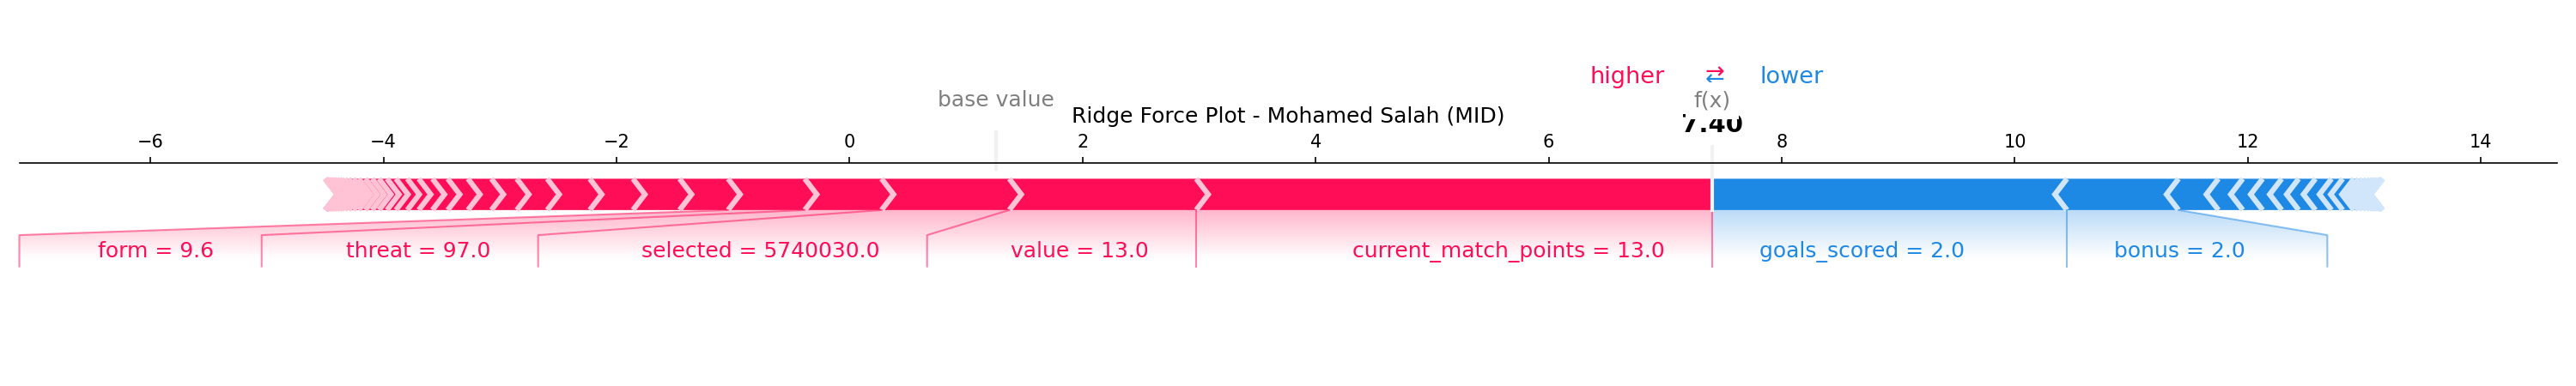 higher ⇄ lower
base value f(x)
Ridge Force Plot - Mohamed Salah (MID)
7.40
−6 −4 −2 0 2 4 6 8 10 12 14
form = 9.6 threat = 97.0 selected = 5740030.0 value = 13.0 current_match_points = 13.0 goals_scored = 2.0 bonus = 2.0